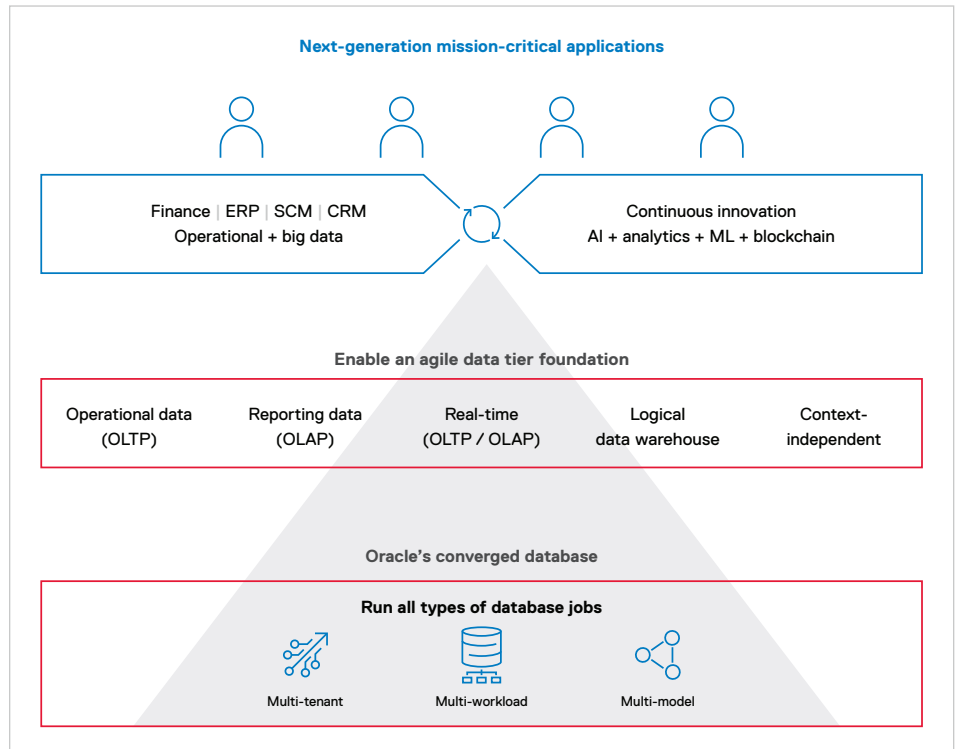 Next-generation mission-critical applications
Finance | ERP | SCM | CRM
Operational + big data
Continuous innovation
AI + analytics + ML + blockchain
Enable an agile data tier foundation
Operational data
(OLTP)
Reporting data
(OLAP)
Real-time
(OLTP / OLAP)
Logical
data warehouse
Context-
independent
Oracle's converged database
Run all types of database jobs
Multi-tenant
Multi-workload
Multi-model